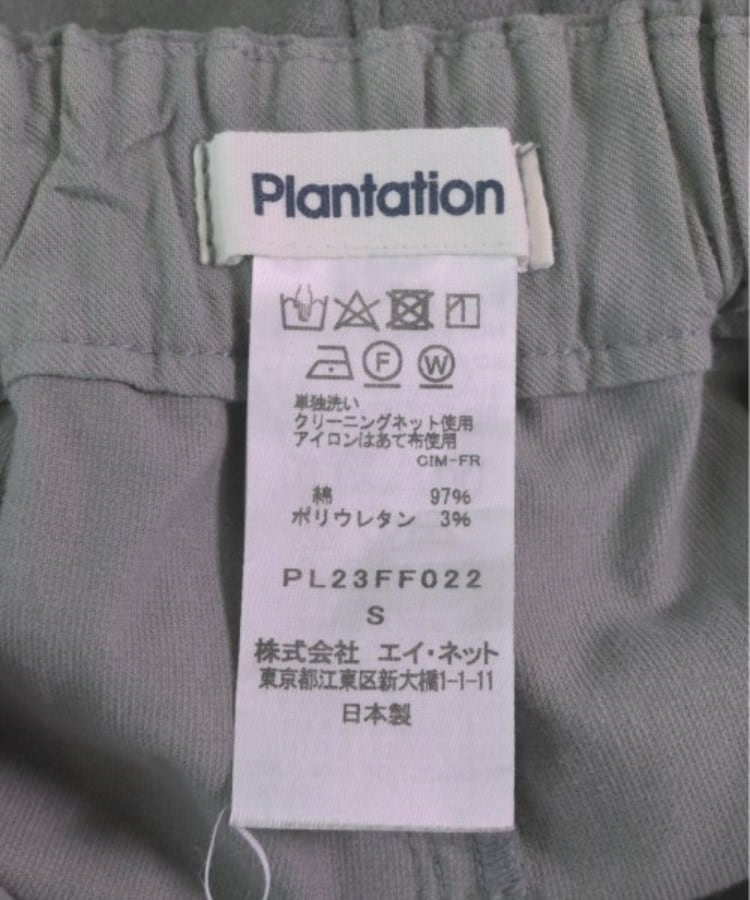 Plantation
F W
単独洗い
クリーニングネット使用
アイロンはあて布使用
CIM-FR
綿 97%
ポリウレタン 3%
PL23FF022
S
株式会社 エイ・ネット
東京都江東区新大橋1-1-11
日本製